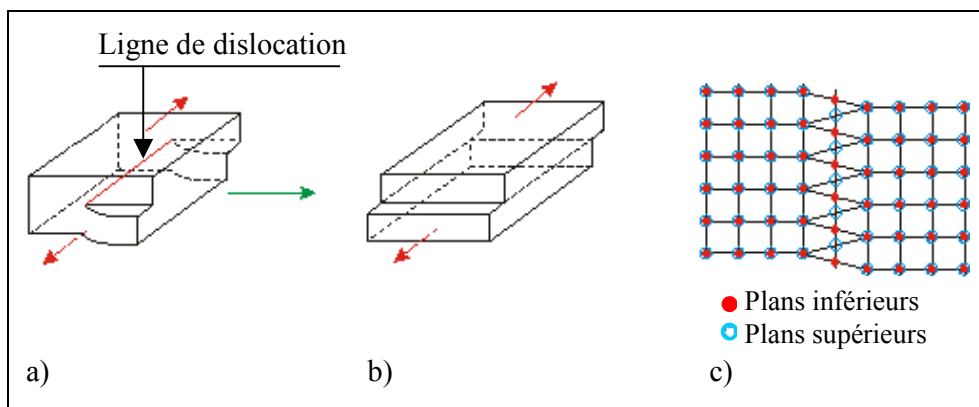 Ligne de dislocation
Plans inférieurs
Plans supérieurs
a)
b)
c)